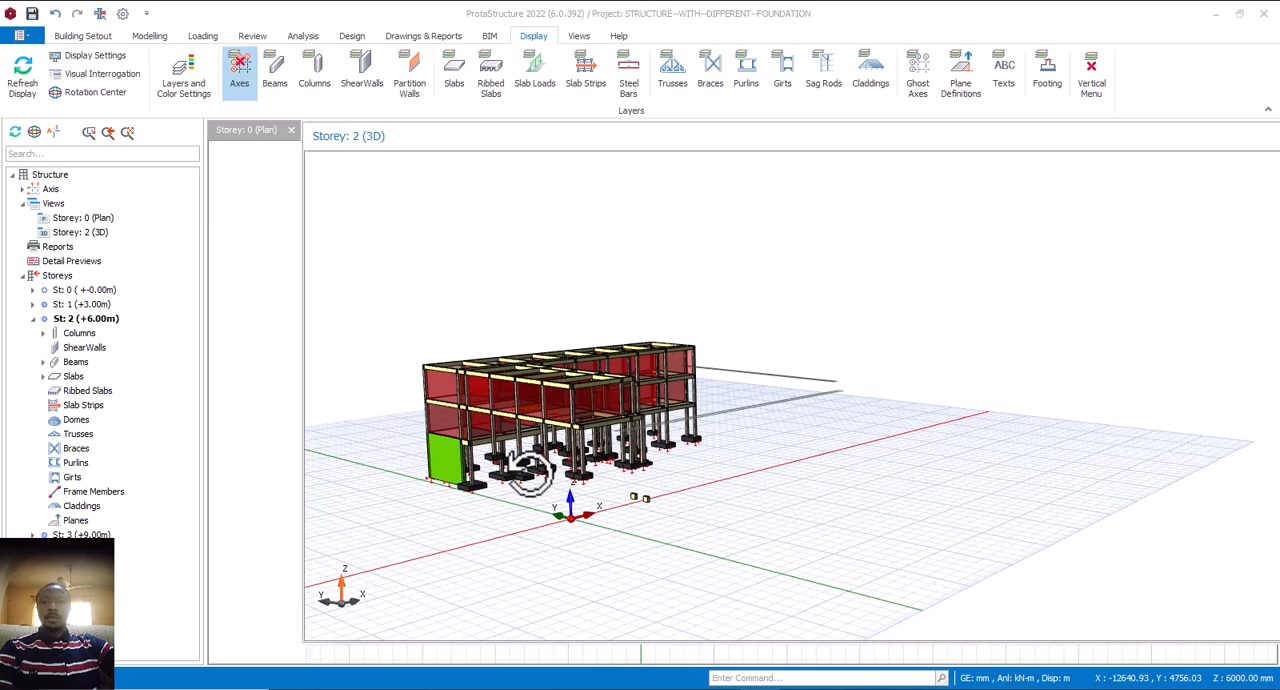 ProtaStructure 2022 (6.0.392) / Project: STRUCTURE--WITH--DIFFERENT--FOUNDATION
Building Setout Modelling Review Loading Analysis Design Drawings & Reports BIM Display Views Help
Refresh Display
Display Settings
Visual Interrogation
Rotation Center
Layers and Color Settings
Axes
Beams
Columns
ShearWalls
Partition Walls
Slabs
Ribbed Slabs
Slab Loads
Slab Strips
Steel Bars
Trusses
Braces
Purlins
Girts
Sag Rods
Claddings
Ghost Axes
Plane Definitions
ABC
Texts
Footing
Vertical Menu
Layers
Search...
Structure
Axis
Views
Storey: 0 (Plan)
Storey: 2 (3D)
Reports
Detail Previews
Storeys
St: 0 ( +-0.00m)
St: 1 (+3.00m)
St: 2 (+6.00m)
Columns
ShearWalls
Beams
Slabs
Ribbed Slabs
Slab Strips
Domes
Trusses
Braces
Purlins
Girts
Frame Members
Claddings
Planes
St: 3 (+9.00m)
Storey: 0 (Plan)
Storey: 2 (3D)
Z
Y
X
Z
Y
X
Enter Command...
GE: mm , Anl: kN-m , Disp: m
X : -12640.93 , Y : 4756.03
Z : 6000.00 mm